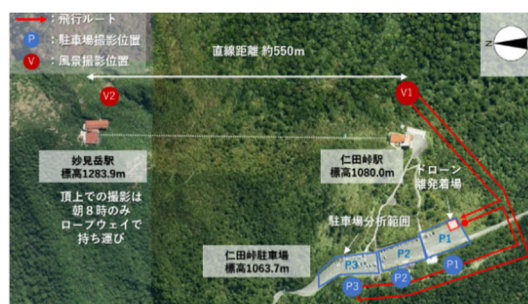 ：飛行ルート
P：駐車場撮影位置
V：風景撮影位置
直線距離 約550m
N
V2
V1
妙見岳駅
標高1283.9m
仁田峠駅
標高1080.0m
ドローン
離発着場
頂上での撮影は
朝８時のみ
ロープウェイで
持ち運び
駐車場分析範囲
仁田峠駐車場
標高1063.7m
P3
P2
P1
P3
P2
P1